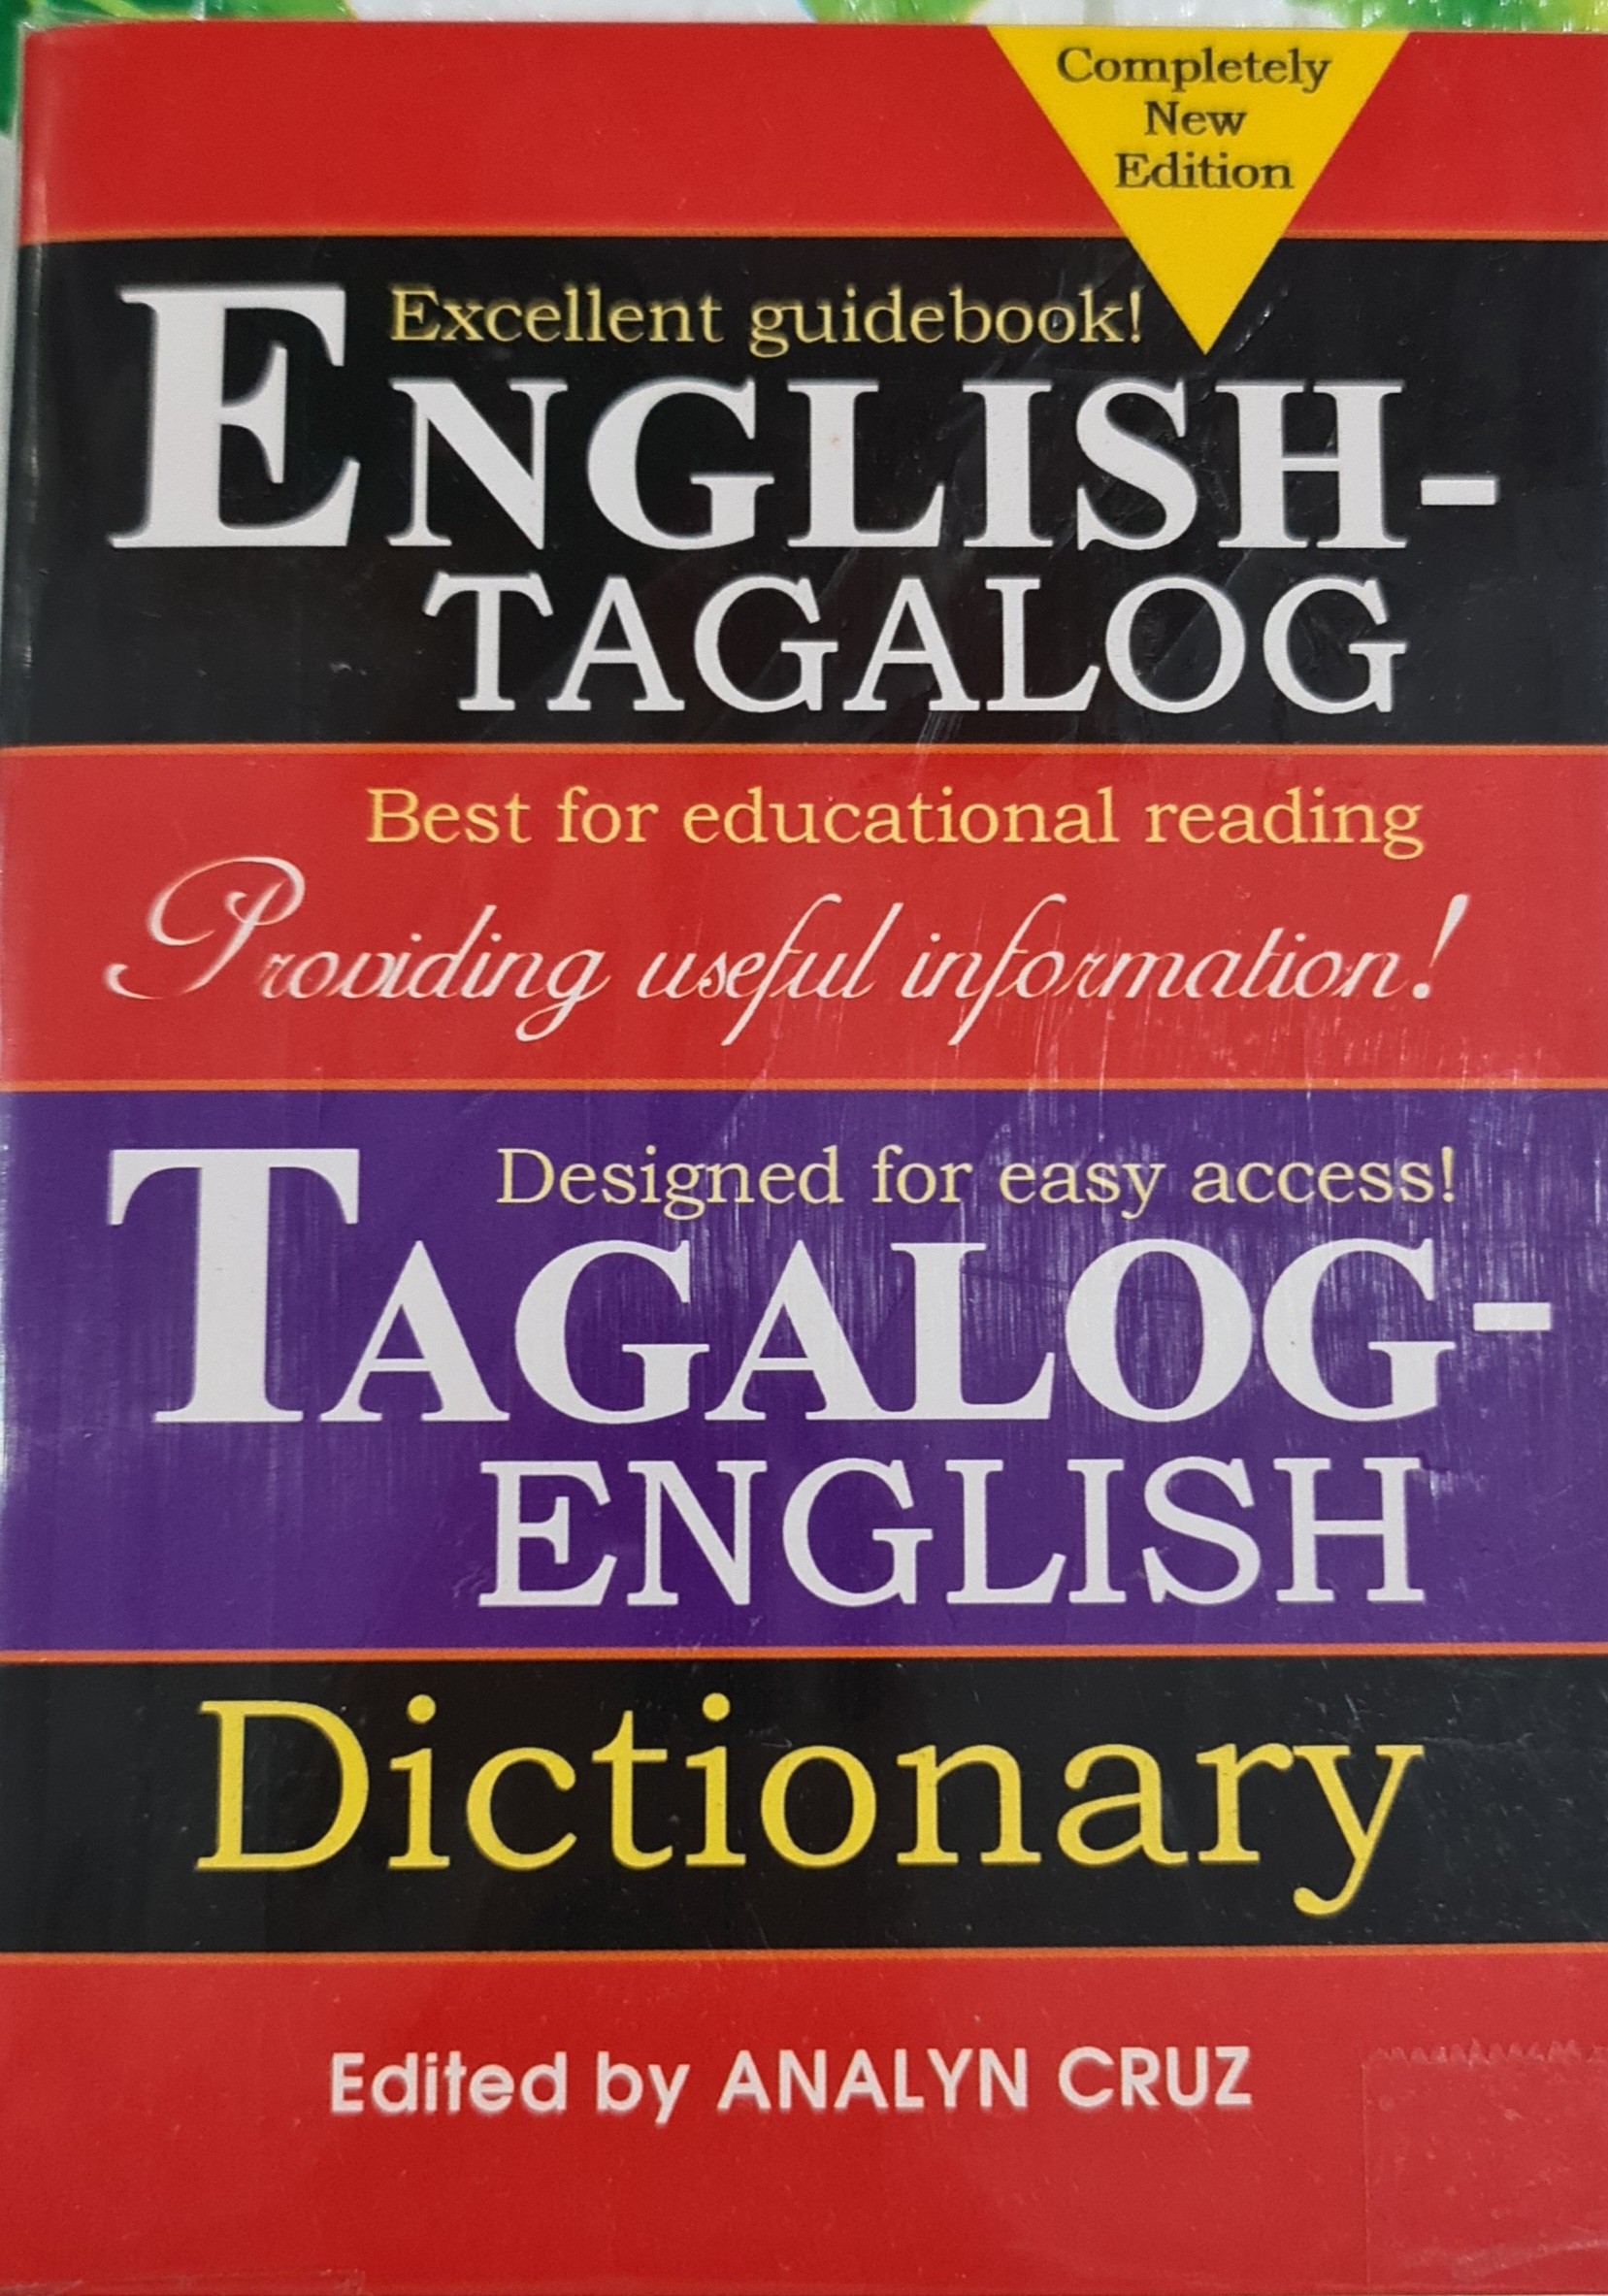 Completely
New
Edition
Excellent guidebook!
ENGLISH-
TAGALOG
Best for educational reading
Providing useful information!
Designed for easy access!
TAGALOG-
ENGLISH
Dictionary
Edited by ANALYN CRUZ